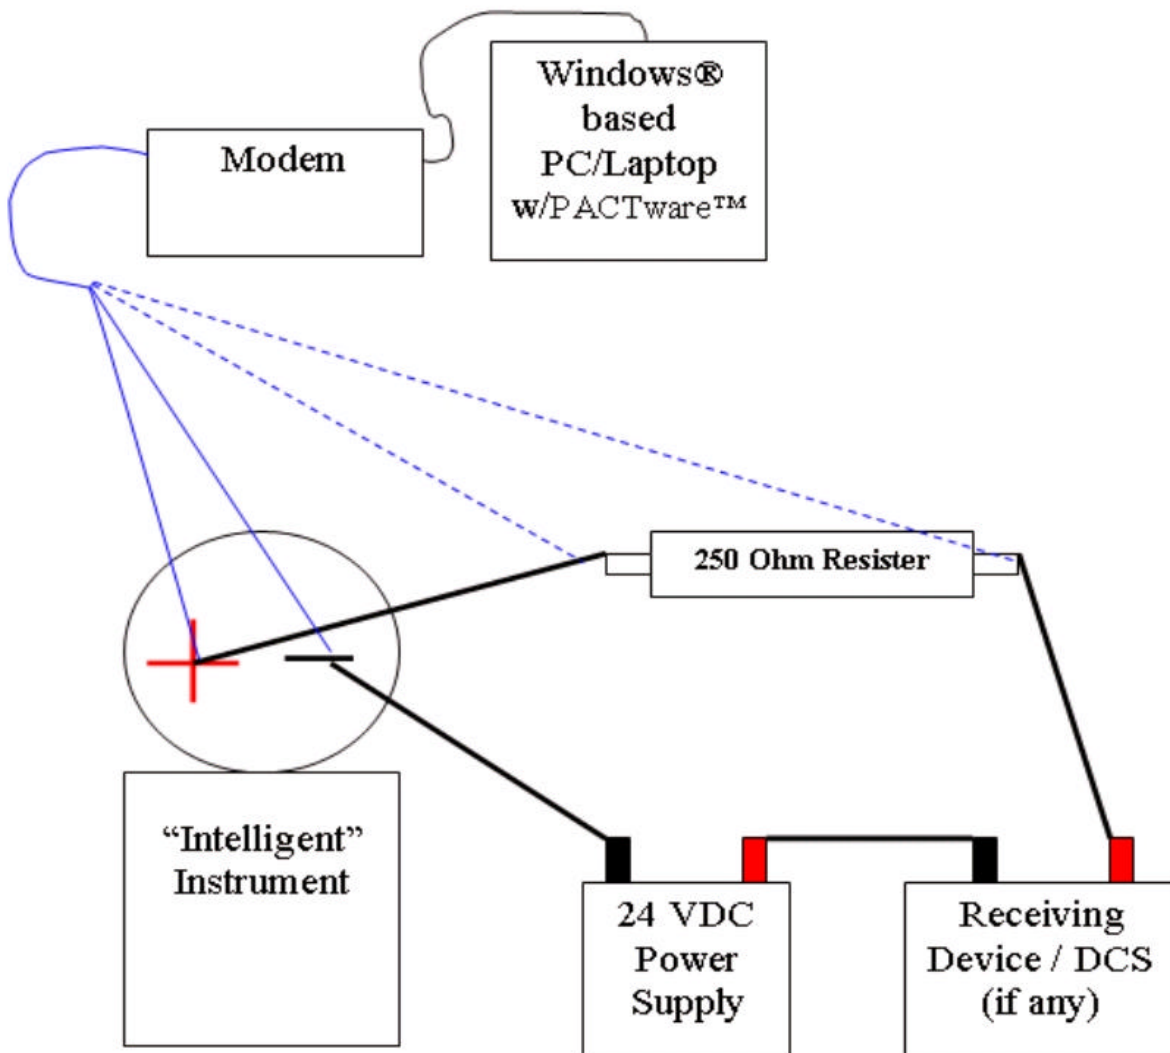 Windows®
based
PC/Laptop
w/PACTware™
Modem
250 Ohm Resister
“Intelligent”
Instrument
24 VDC
Power
Supply
Receiving
Device / DCS
(if any)